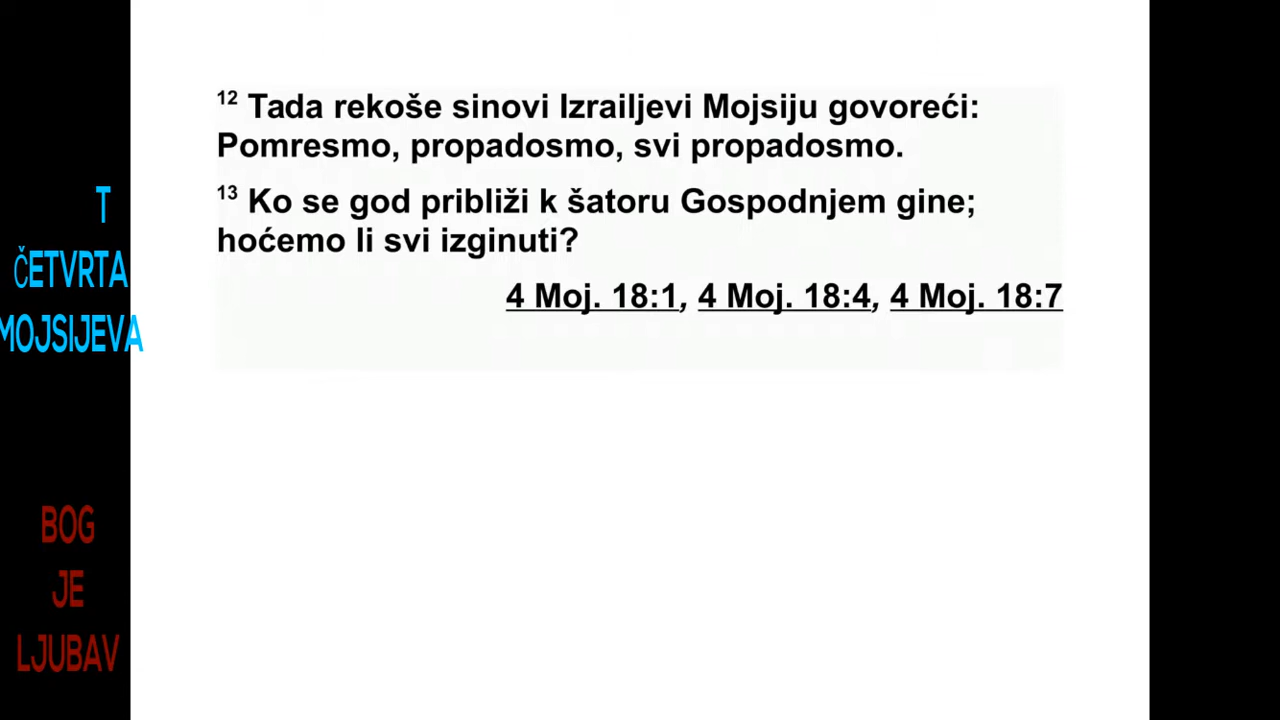 12 Tada rekoše sinovi Izrailjevi Mojsiju govoreći:
Pomresmo, propadosmo, svi propadosmo.
13 Ko se god približi k šatoru Gospodnjem gine;
hoćemo li svi izginuti?
4 Moj. 18:1, 4 Moj. 18:4, 4 Moj. 18:7
T
ČETVRTA
MOJSIJEVA
BOG
JE
LJUBAV